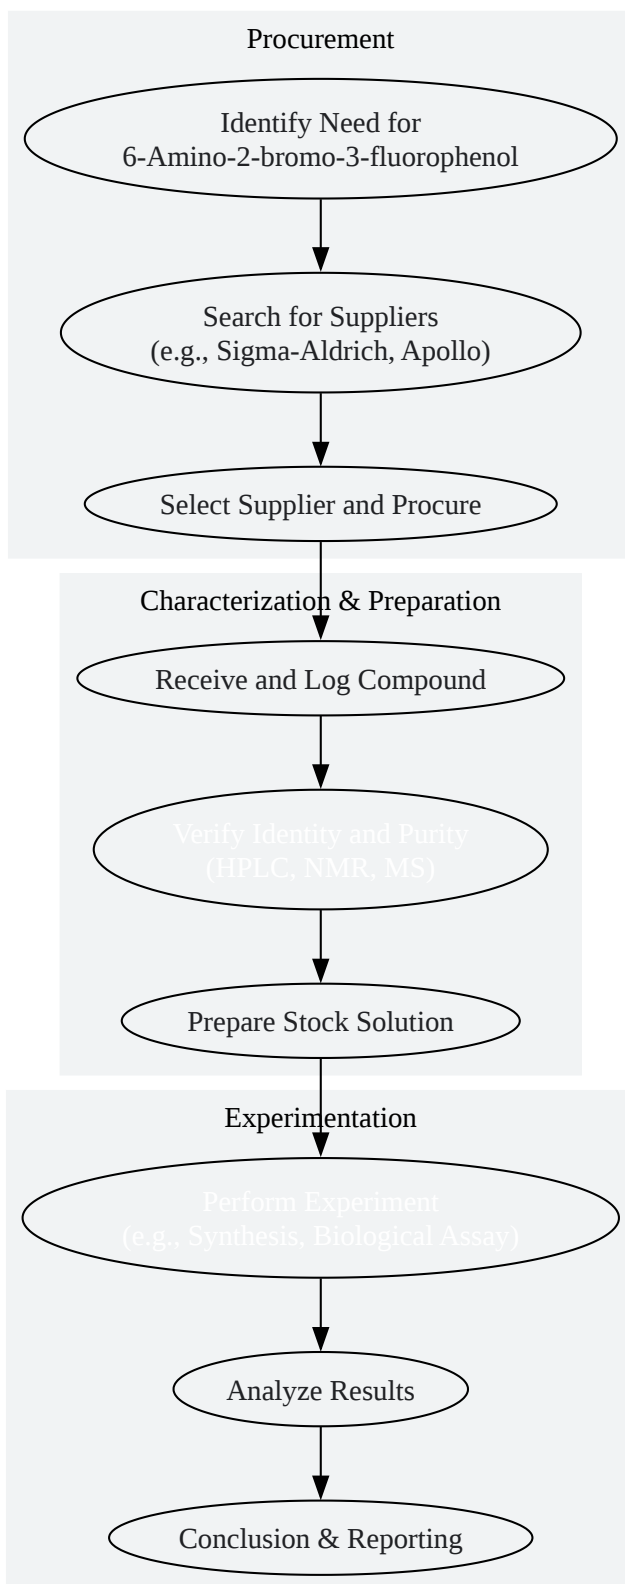 Procurement
Identify Need for
6-Amino-2-bromo-3-fluorophenol
Search for Suppliers
(e.g., Sigma-Aldrich, Apollo)
Select Supplier and Procure
Characterization & Preparation
Receive and Log Compound
Verify Identity and Purity
(HPLC, NMR, MS)
Prepare Stock Solution
Experimentation
Perform Experiment
(e.g., Synthesis, Biological Assay)
Analyze Results
Conclusion & Reporting